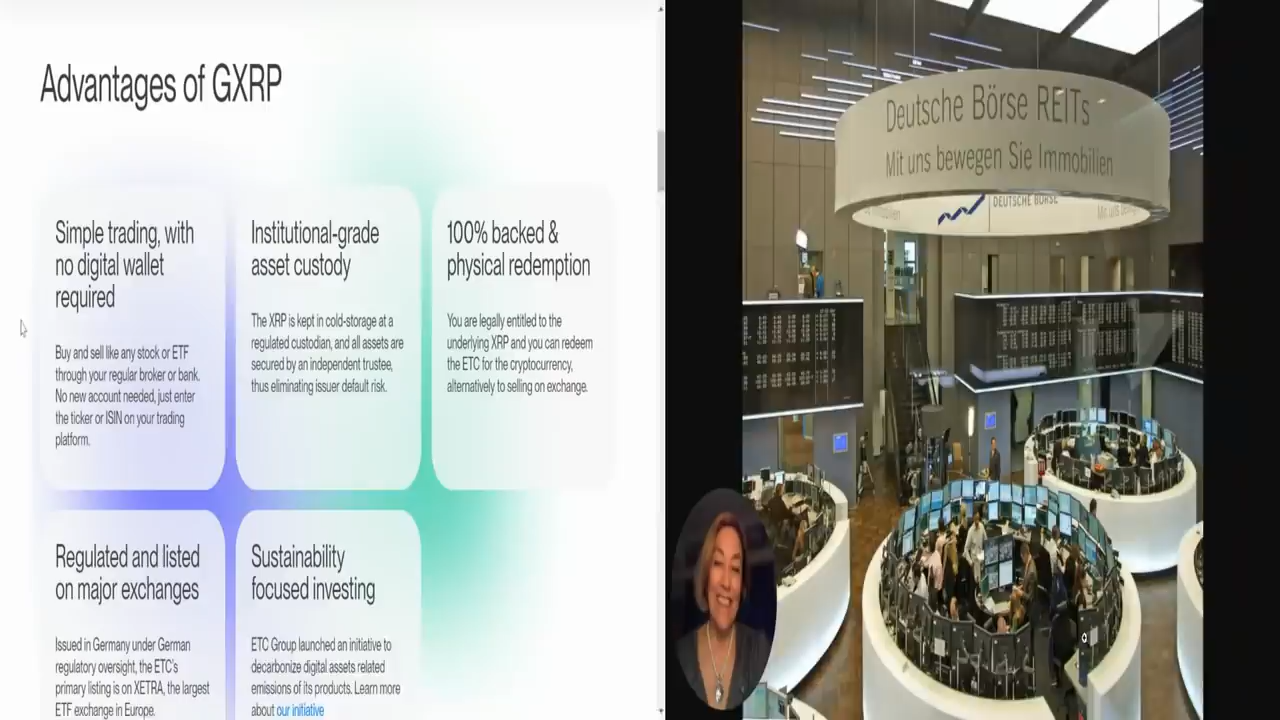 Advantages of GXRP
Simple trading, with
no digital wallet
required
Buy and sell like any stock or ETF
through your regular broker or bank.
No new account needed, just enter
the ticker or ISIN on your trading
platform.
Institutional-grade
asset custody
The XRP is kept in cold-storage at a
regulated custodian, and all assets are
secured by an independent trustee,
thus eliminating issuer default risk.
100% backed &
physical redemption
You are legally entitled to the
underlying XRP and you can redeem
the ETC for the cryptocurrency,
alternatively to selling on exchange.
Regulated and listed
on major exchanges
Issued in Germany under German
regulatory oversight, the ETC's
primary listing is on XETRA, the largest
ETF exchange in Europe.
Sustainability
focused investing
ETC Group launched an initiative to
decarbonize digital assets related
emissions of its products. Learn more
about our initiative
Deutsche Börse REITs
Mit uns bewegen Sie Immobilien
DEUTSCHE BÖRSE